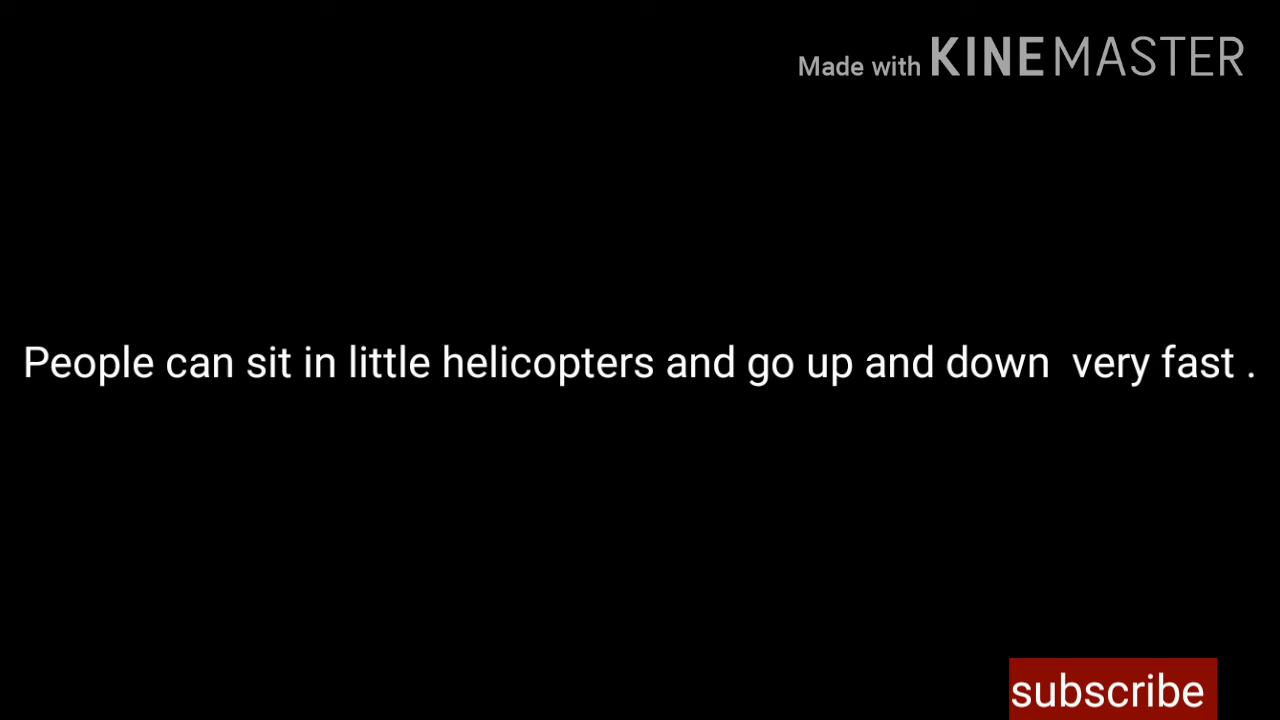 Made with KINEMASTER
People can sit in little helicopters and go up and down  very fast .
subscribe